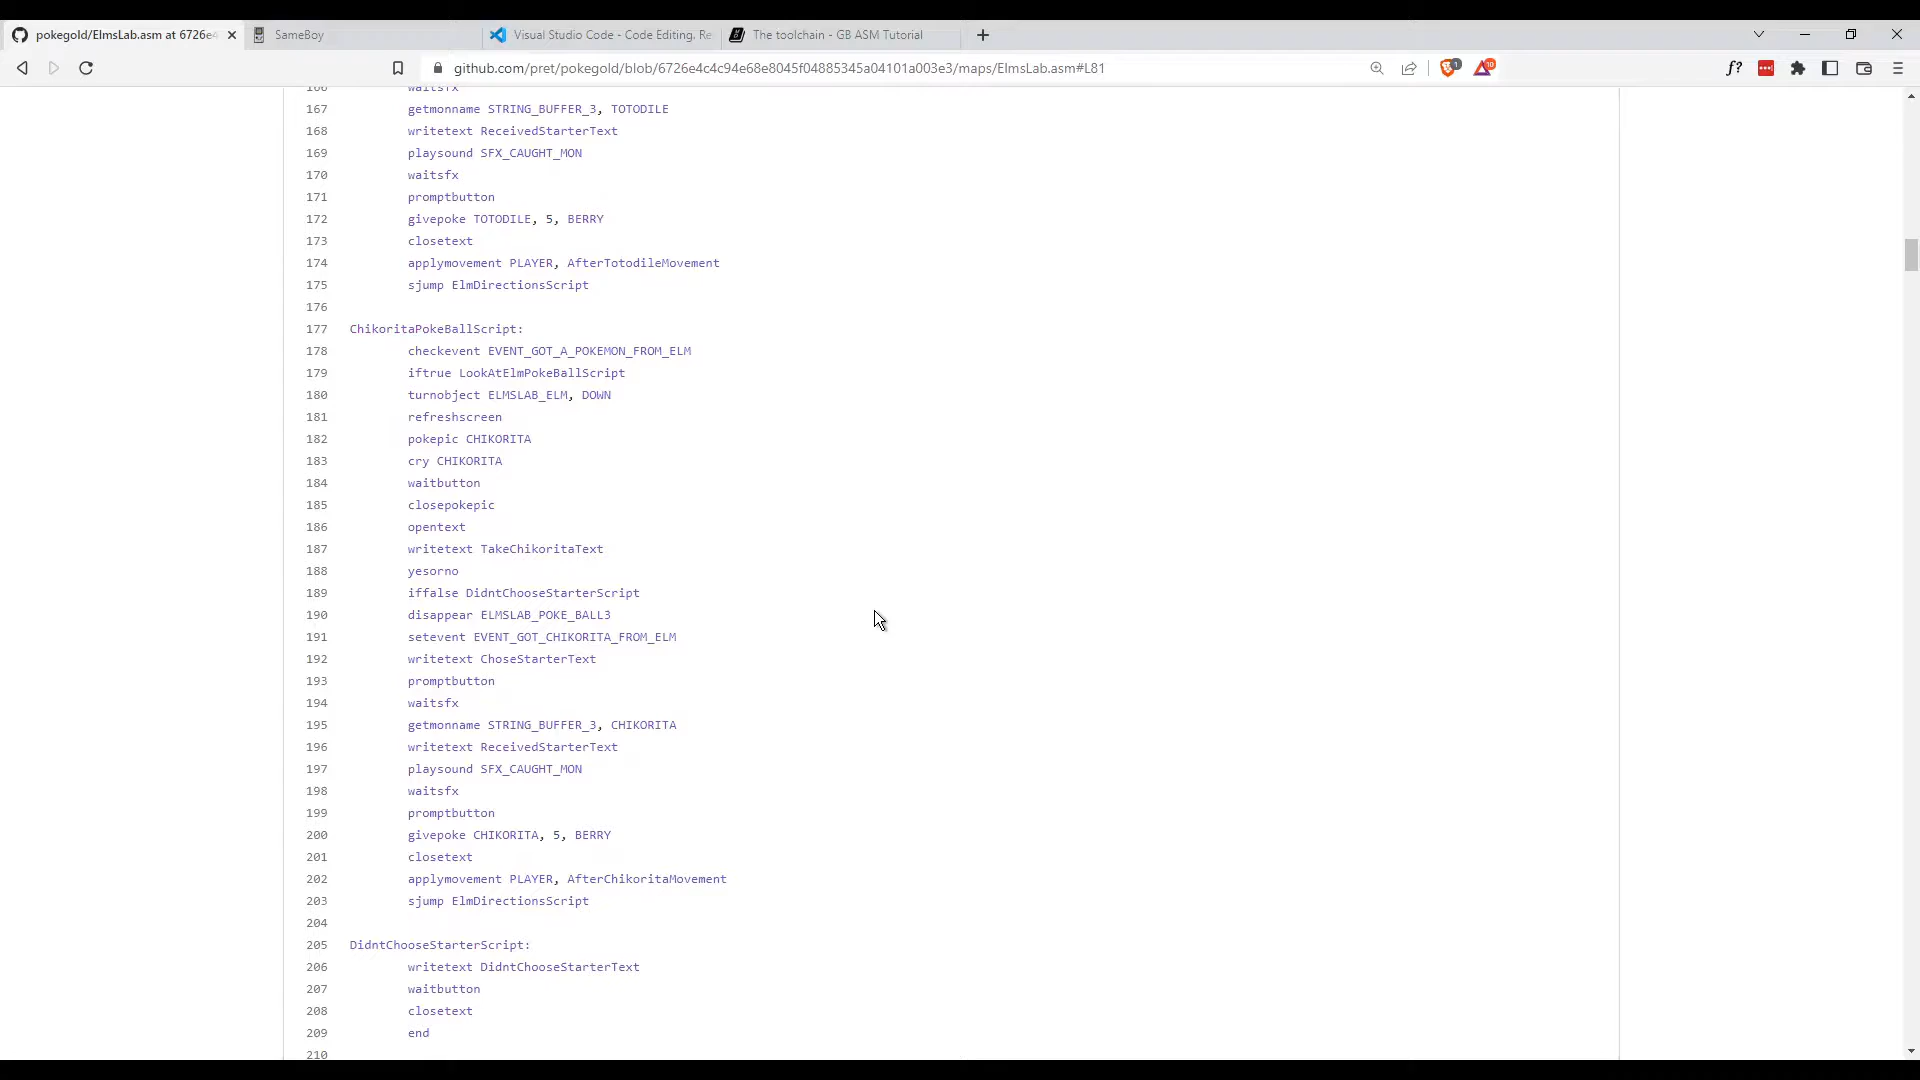 pokegold/ElmsLab.asm at 6726e4
SameBoy
Visual Studio Code - Code Editing. Re
The toolchain - GB ASM Tutorial
github.com/pret/pokegold/blob/6726e4c4c94e68e8045f04885345a04101a003e3/maps/ElmsLab.asm#L81
166 waitsfx
167 getmonname STRING_BUFFER_3, TOTODILE
168 writetext ReceivedStarterText
169 playsound SFX_CAUGHT_MON
170 waitsfx
171 promptbutton
172 givepoke TOTODILE, 5, BERRY
173 closetext
174 applymovement PLAYER, AfterTotodileMovement
175 sjump ElmDirectionsScript
176
177 ChikoritaPokeBallScript:
178 checkevent EVENT_GOT_A_POKEMON_FROM_ELM
179 iftrue LookAtElmPokeBallScript
180 turnobject ELMSLAB_ELM, DOWN
181 refreshscreen
182 pokepic CHIKORITA
183 cry CHIKORITA
184 waitbutton
185 closepokepic
186 opentext
187 writetext TakeChikoritaText
188 yesorno
189 iffalse DidntChooseStarterScript
190 disappear ELMSLAB_POKE_BALL3
191 setevent EVENT_GOT_CHIKORITA_FROM_ELM
192 writetext ChoseStarterText
193 promptbutton
194 waitsfx
195 getmonname STRING_BUFFER_3, CHIKORITA
196 writetext ReceivedStarterText
197 playsound SFX_CAUGHT_MON
198 waitsfx
199 promptbutton
200 givepoke CHIKORITA, 5, BERRY
201 closetext
202 applymovement PLAYER, AfterChikoritaMovement
203 sjump ElmDirectionsScript
204
205 DidntChooseStarterScript:
206 writetext DidntChooseStarterText
207 waitbutton
208 closetext
209 end
210